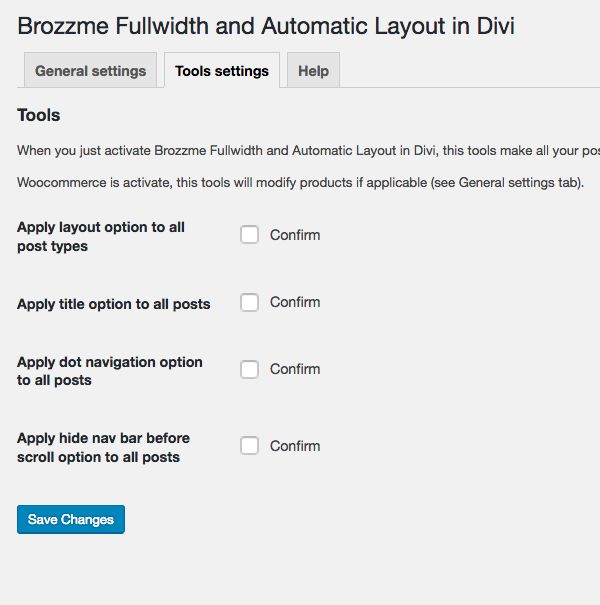 Brozzme Fullwidth and Automatic Layout in Divi
General settings
Tools settings
Help
Tools
When you just activate Brozzme Fullwidth and Automatic Layout in Divi, this tools make all your pos
Woocommerce is activate, this tools will modify products if applicable (see General settings tab).
Apply layout option to all
post types
Confirm
Apply title option to all posts
Confirm
Apply dot navigation option
to all posts
Confirm
Apply hide nav bar before
scroll option to all posts
Confirm
Save Changes